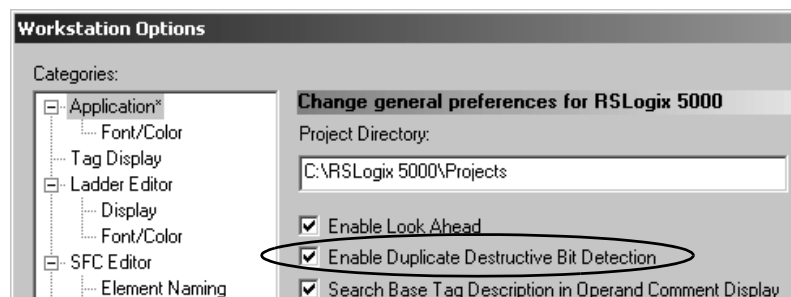 Workstation Options
Categories:
Application*
Font/Color
Tag Display
Ladder Editor
Display
Font/Color
SFC Editor
Element Naming
Change general preferences for RSLogix 5000
Project Directory:
C:\RSLogix 5000\Projects
Enable Look Ahead
Enable Duplicate Destructive Bit Detection
Search Base Tag Description in Operand Comment Display